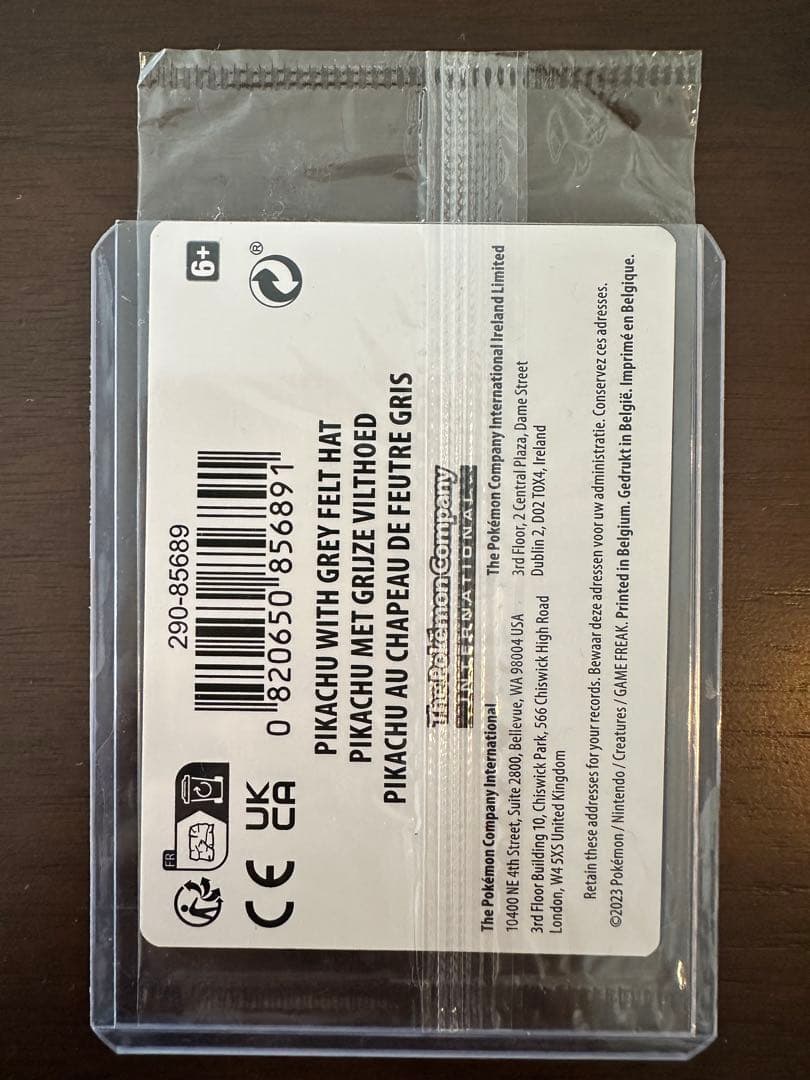 290-85689
0 820650 856891
6+
®
FR
CE
UK
CA
PIKACHU WITH GREY FELT HAT
PIKACHU MET GRIJZE VILTHOED
PIKACHU AU CHAPEAU DE FEUTRE GRIS
The Pokémon Company
INTERNATIONAL
The Pokémon Company International
10400 NE 4th Street, Suite 2800, Bellevue, WA 98004 USA
3rd Floor Building 10, Chiswick Park, 566 Chiswick High Road
London, W4 5XS United Kingdom
The Pokémon Company International Ireland Limited
3rd Floor, 2 Central Plaza, Dame Street
Dublin 2, D02 T0X4, Ireland
Retain these addresses for your records. Bewaar deze adressen voor uw administratie. Conservez ces adresses.
©2023 Pokémon / Nintendo / Creatures / GAME FREAK. Printed in Belgium. Gedrukt in België. Imprimé en Belgique.